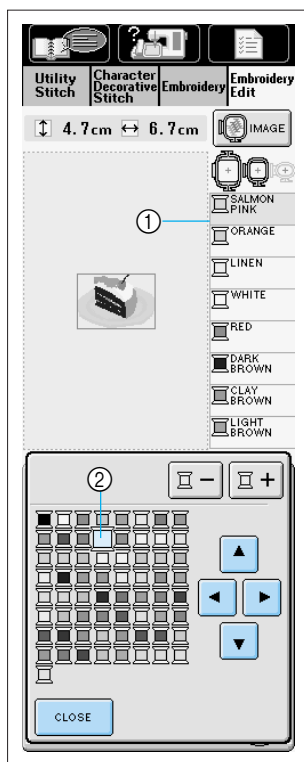 Utility
Stitch
Character
Decorative
Stitch
Embroidery
Embroidery
Edit
4.7cm 6.7cm
IMAGE
SALMON
PINK
①
ORANGE
LINEN
WHITE
RED
DARK
BROWN
CLAY
BROWN
LIGHT
BROWN
②
− +
CLOSE